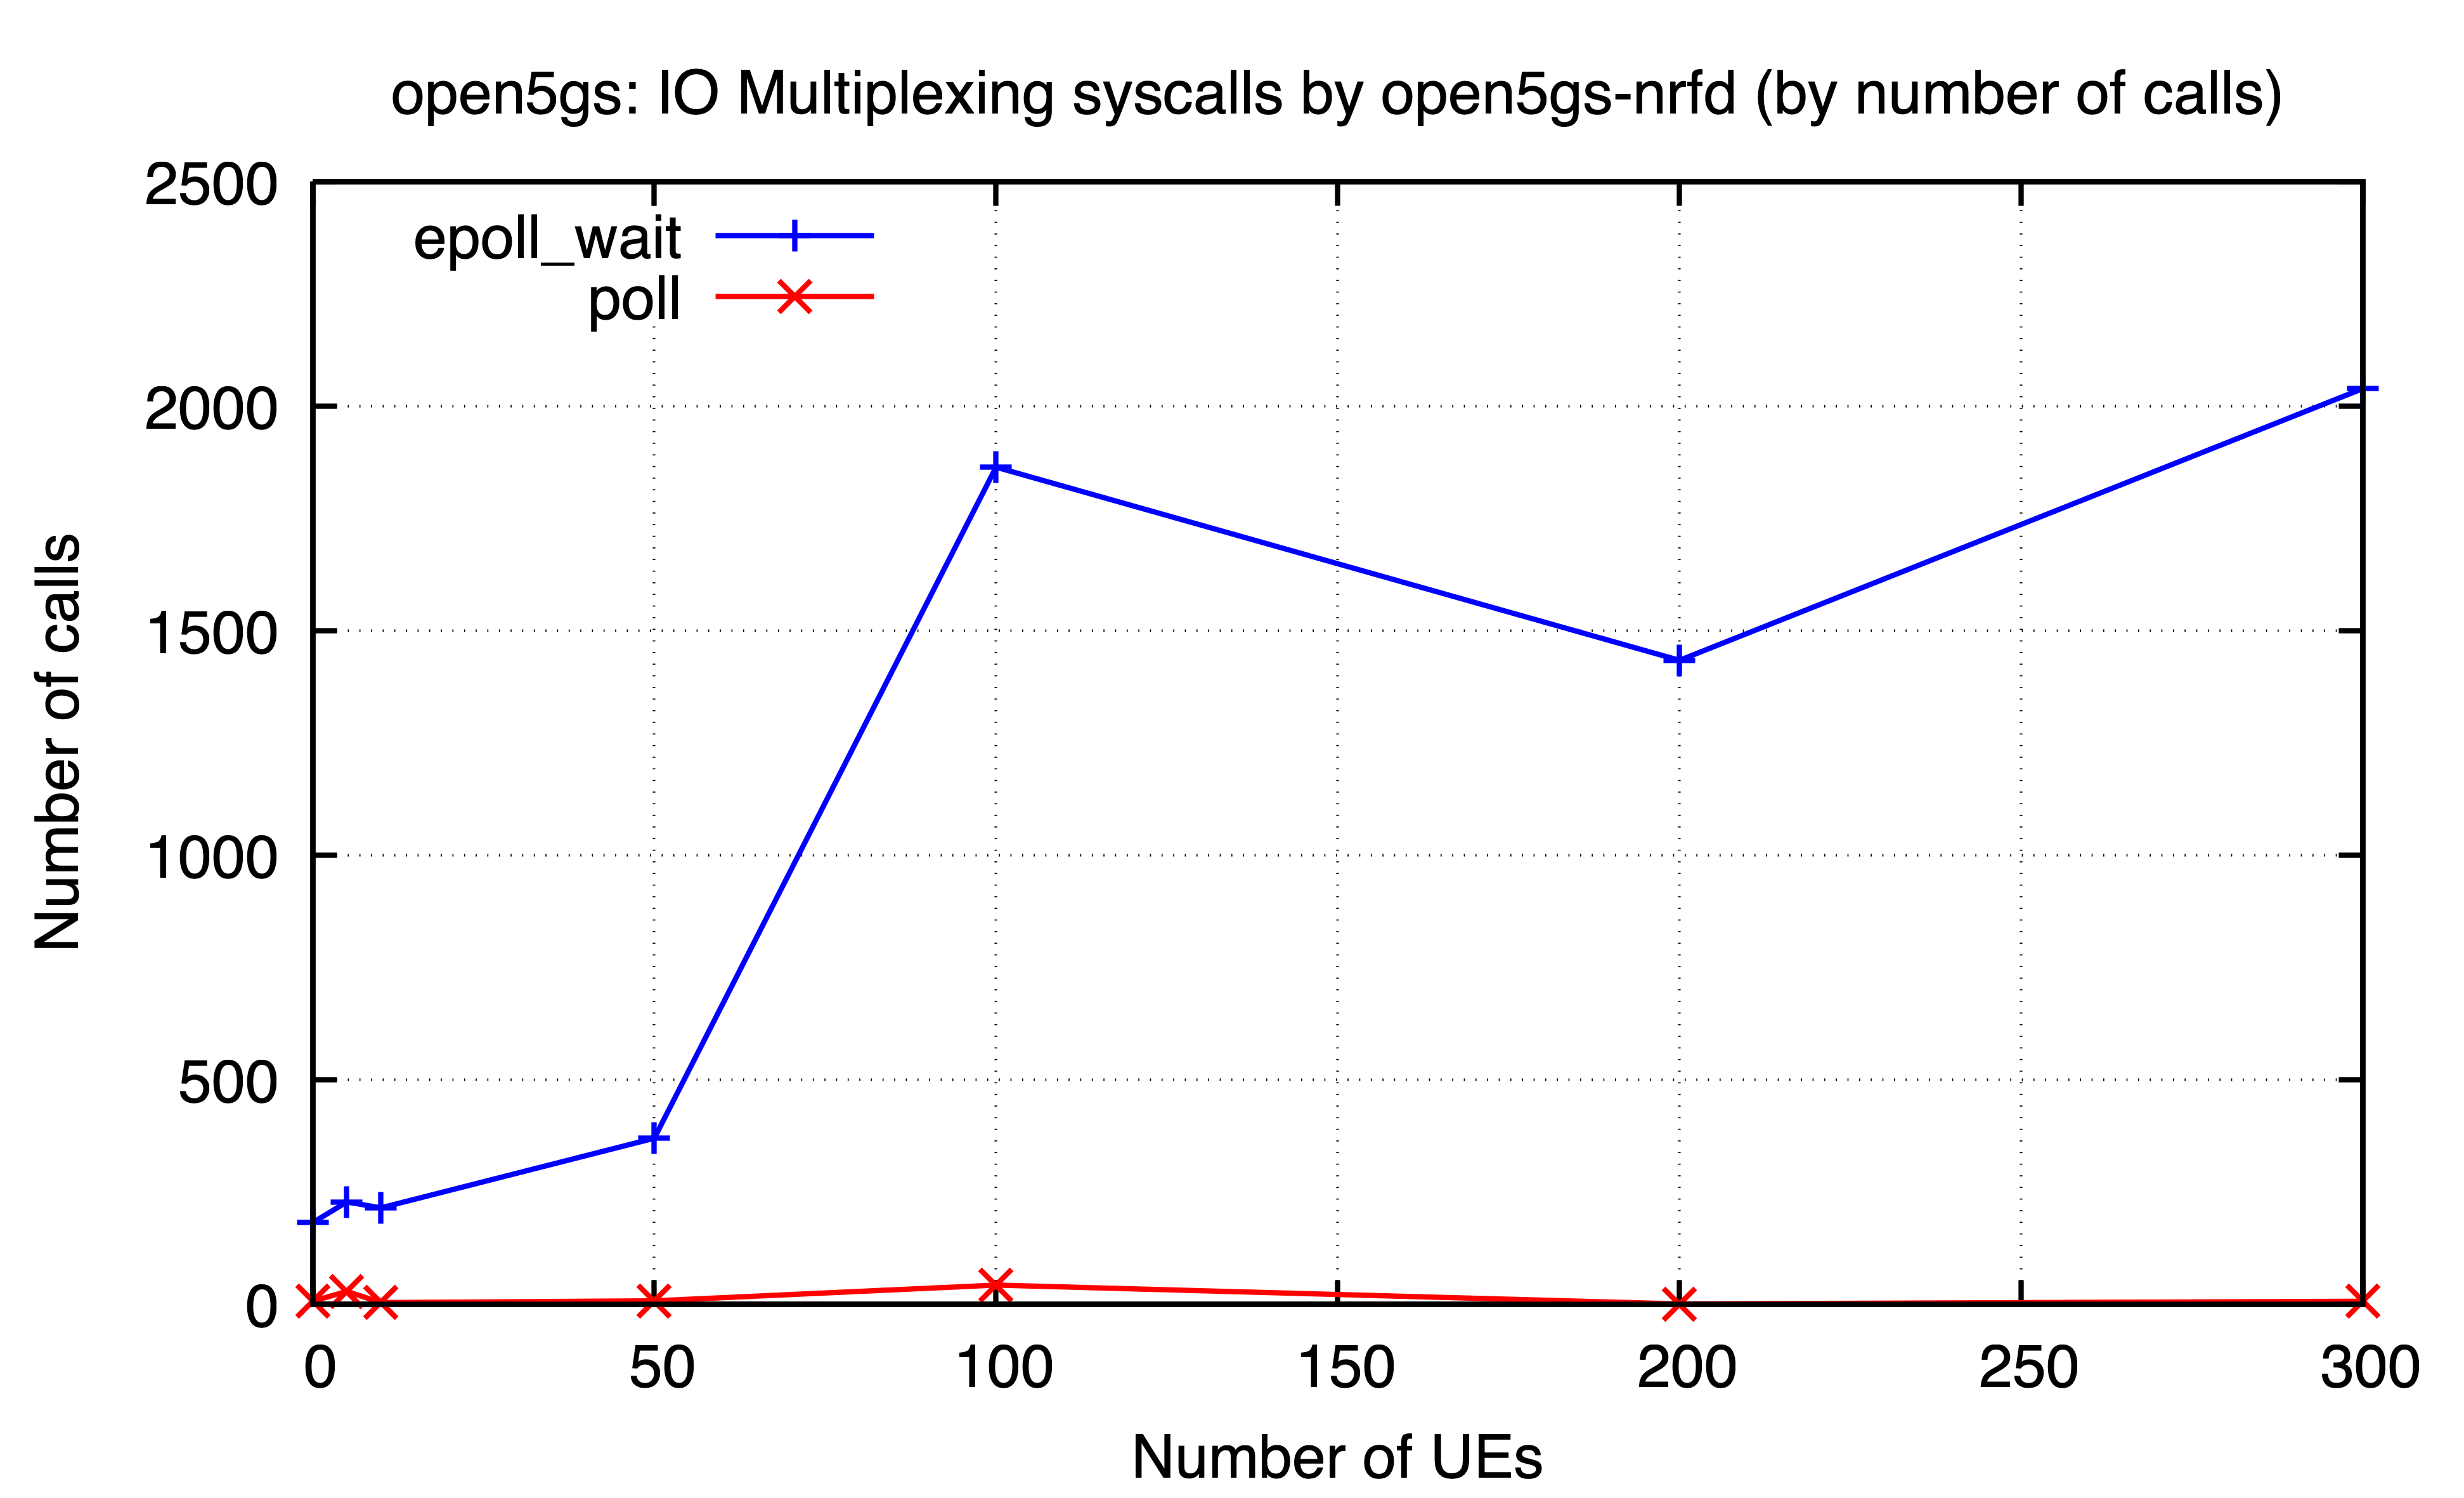 open5gs: IO Multiplexing syscalls by open5gs-nrfd (by number of calls)
2500
2000
1500
1000
500
0
Number of calls
epoll_wait
poll
0 50 100 150 200 250 300
Number of UEs